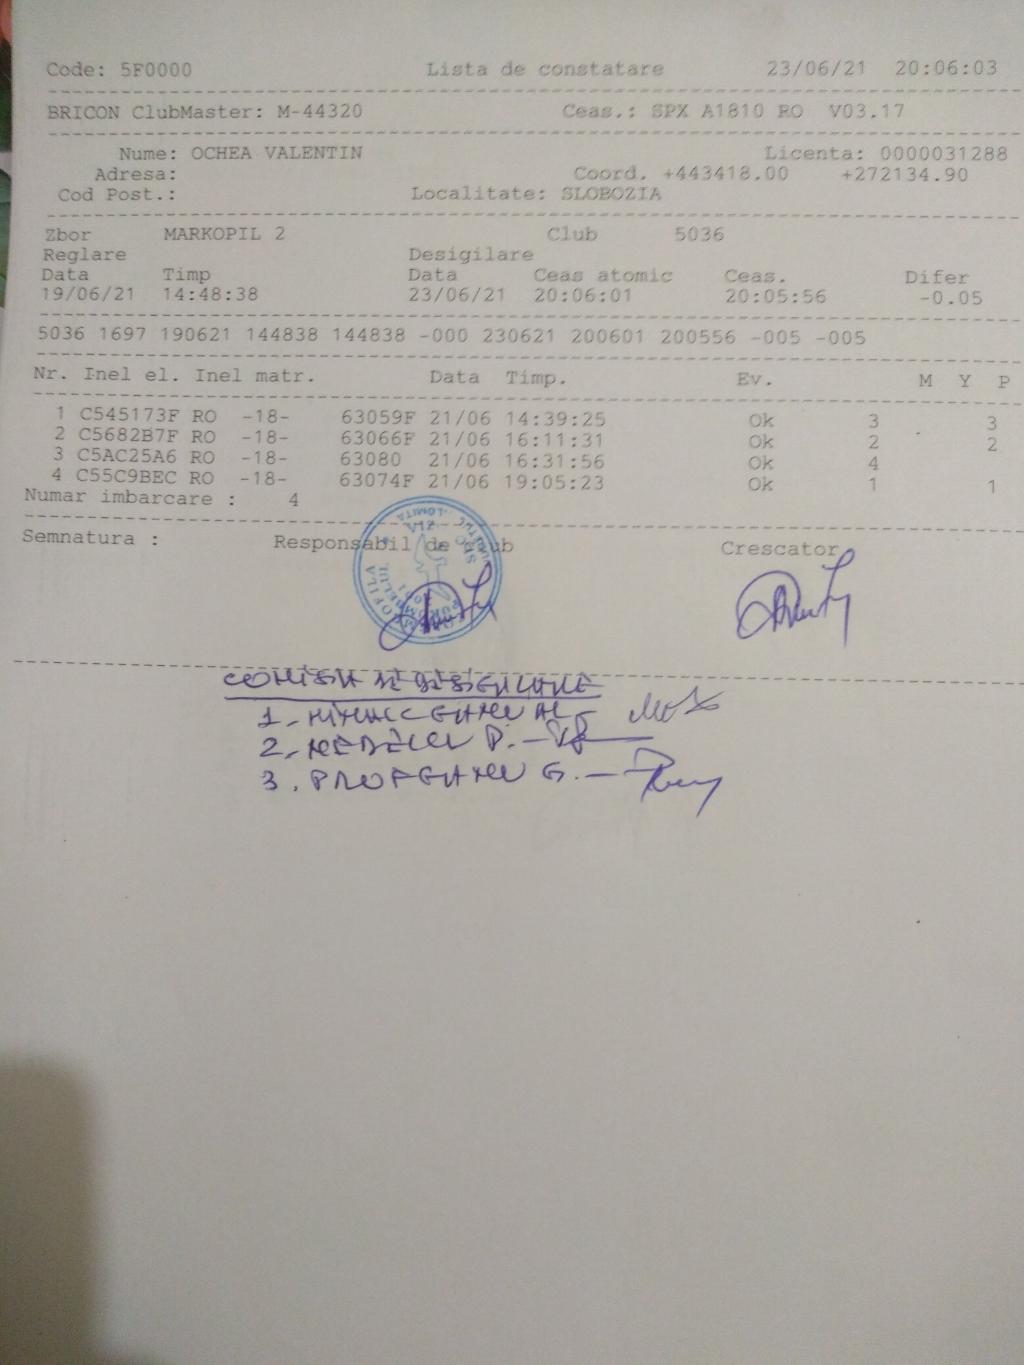 Code: 5F0000 Lista de constatare 23/06/21 20:06:03
BRICON ClubMaster: M-44320 Ceas.: SPX A1810 RO V03.17
Nume: OCHEA VALENTIN Licenta: 0000031288
Adresa: Coord. +443418.00 +272134.90
Cod Post.: Localitate: SLOBOZIA
Zbor MARKOPIL 2 Club 5036
Reglare Desigilare
Data Timp Data Ceas atomic Ceas. Difer
19/06/21 14:48:38 23/06/21 20:06:01 20:05:56 -0.05
5036 1697 190621 144838 144838 -000 230621 200601 200556 -005 -005
Nr. Inel el. Inel matr. Data Timp. Ev. M Y P
1 C545173F RO -18- 63059F 21/06 14:39:25 Ok 3 3
2 C5682B7F RO -18- 63066F 21/06 16:11:31 Ok 2 2
3 C5AC25A6 RO -18- 63080 21/06 16:31:56 Ok 4
4 C55C9BEC RO -18- 63074F 21/06 19:05:23 Ok 1 1
Numar imbarcare : 4
Semnatura : Responsabil de club Crescator
1.
2. P.
3. G.